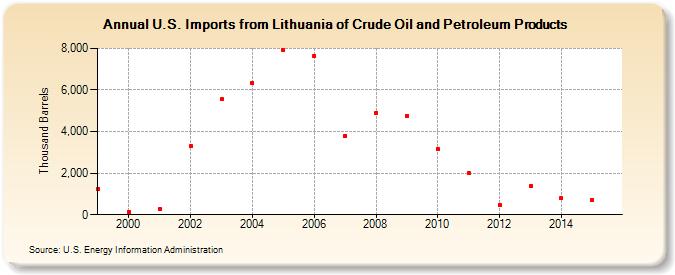 Annual U.S. Imports from Lithuania of Crude Oil and Petroleum Products
Thousand Barrels
8,000
6,000
4,000
2,000
0
2000 2002 2004 2006 2008 2010 2012 2014
Source: U.S. Energy Information Administration